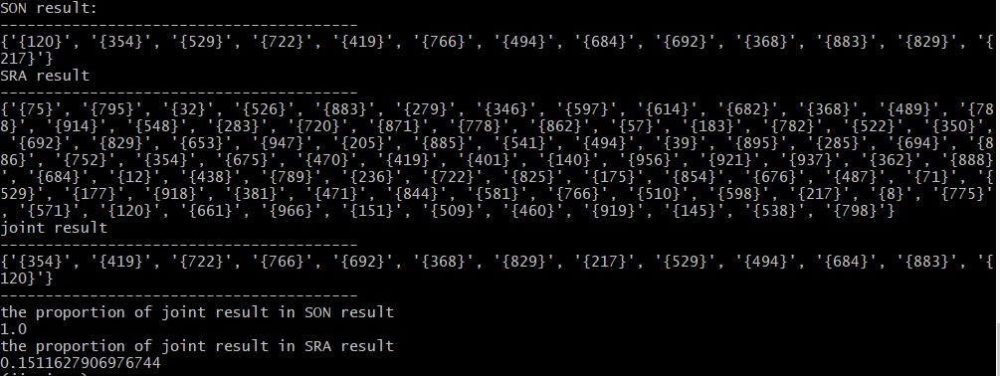 SON result:
----------------------------------------
{'{120}', '{354}', '{529}', '{722}', '{419}', '{766}', '{494}', '{684}', '{692}', '{368}', '{883}', '{829}', '{
217}'}
SRA result
----------------------------------------
{'{75}', '{795}', '{32}', '{526}', '{883}', '{279}', '{346}', '{597}', '{614}', '{682}', '{368}', '{489}', '{78
8}', '{914}', '{548}', '{283}', '{720}', '{871}', '{778}', '{862}', '{57}', '{183}', '{782}', '{522}', '{350}',
 '{692}', '{829}', '{653}', '{947}', '{205}', '{885}', '{541}', '{494}', '{39}', '{895}', '{285}', '{694}', '{8
86}', '{752}', '{354}', '{675}', '{470}', '{419}', '{401}', '{140}', '{956}', '{921}', '{937}', '{362}', '{888}
', '{684}', '{12}', '{438}', '{789}', '{236}', '{722}', '{825}', '{175}', '{854}', '{676}', '{487}', '{71}', '{
529}', '{177}', '{918}', '{381}', '{471}', '{844}', '{581}', '{766}', '{510}', '{598}', '{217}', '{8}', '{775}'
, '{571}', '{120}', '{661}', '{966}', '{151}', '{509}', '{460}', '{919}', '{145}', '{538}', '{798}'}
joint result
----------------------------------------
{'{354}', '{419}', '{722}', '{766}', '{692}', '{368}', '{829}', '{217}', '{529}', '{494}', '{684}', '{883}', '{
120}'}
----------------------------------------
the proportion of joint result in SON result
1.0
the proportion of joint result in SRA result
0.1511627906976744